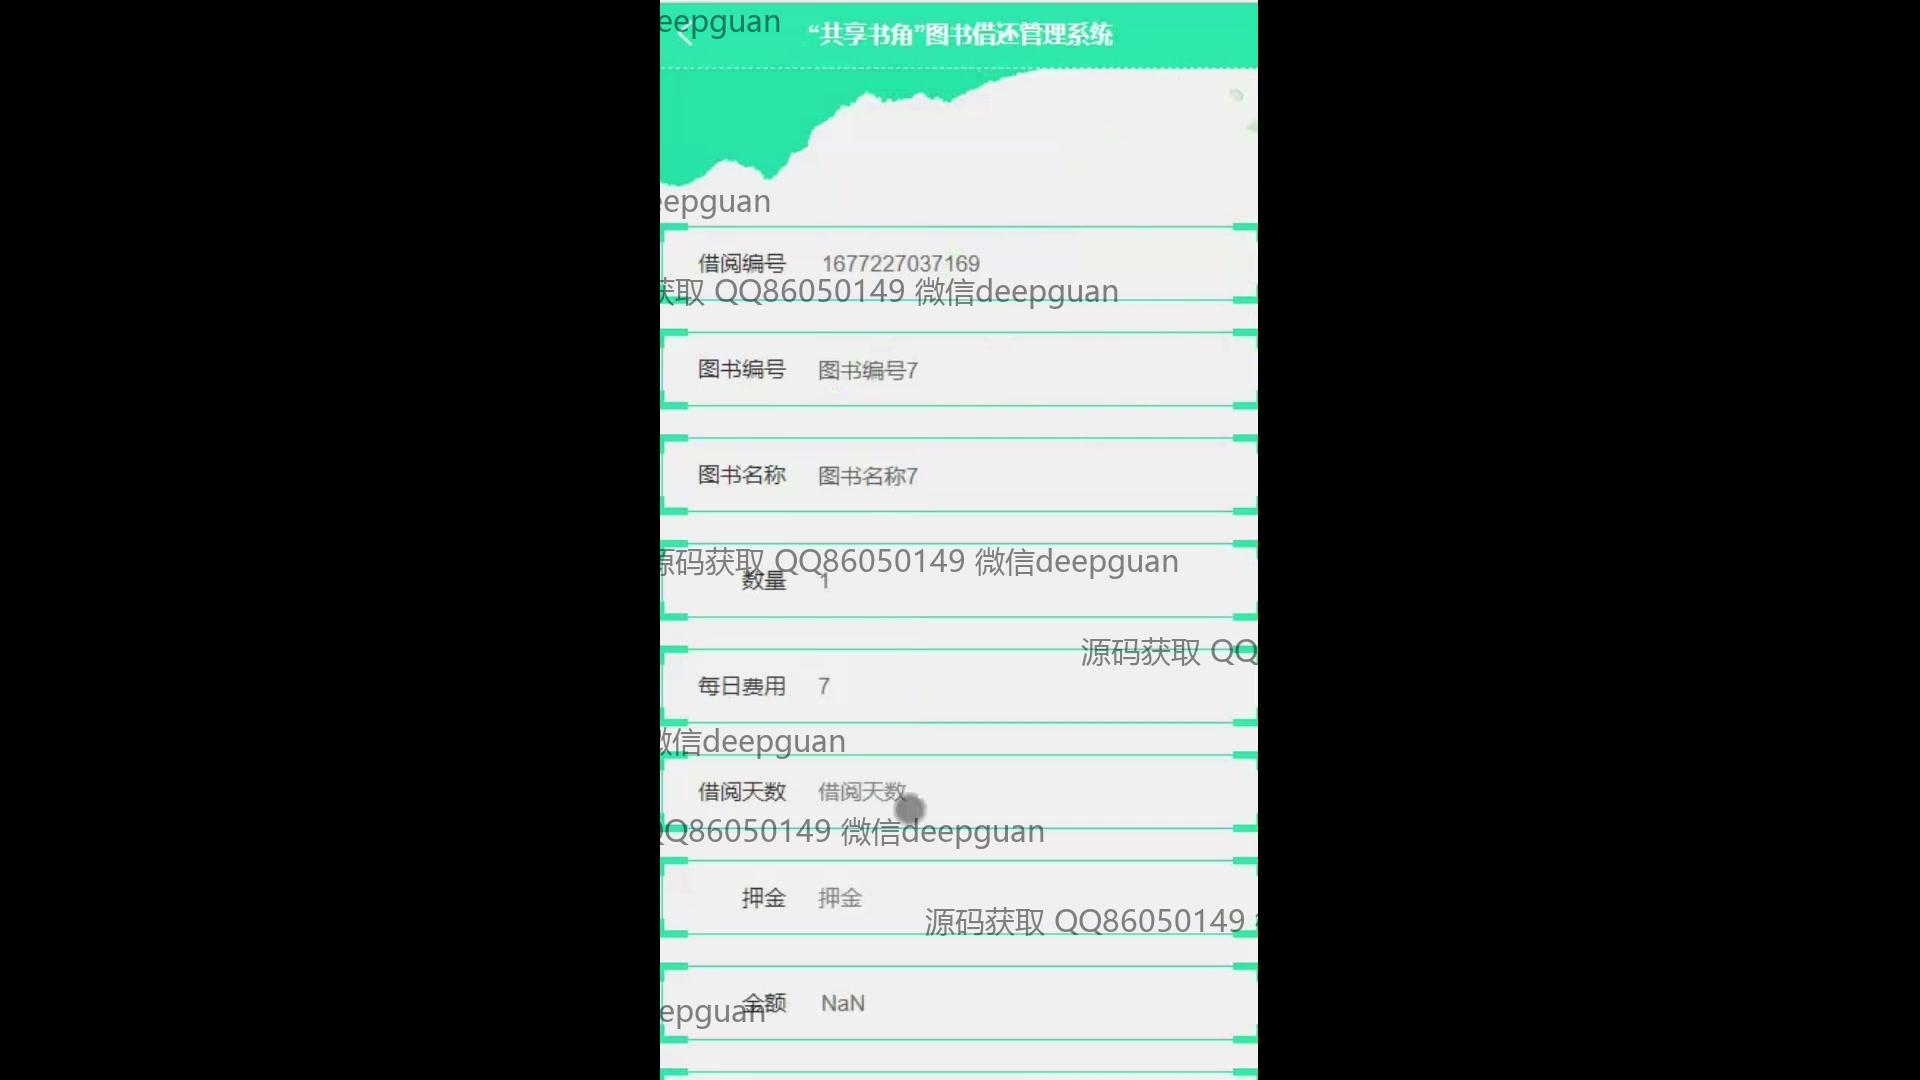 eepguan
“共享书角”图书借还管理系统
eepguan
借阅编号 1677227037169
获取 QQ86050149 微信deepguan
图书编号 图书编号7
图书名称 图书名称7
源码获取 QQ86050149 微信deepguan
数量 1
源码获取 QQ
每日费用 7
微信deepguan
借阅天数 借阅天数
QQ86050149 微信deepguan
押金 押金
源码获取 QQ86050149
金额 NaN
epguan